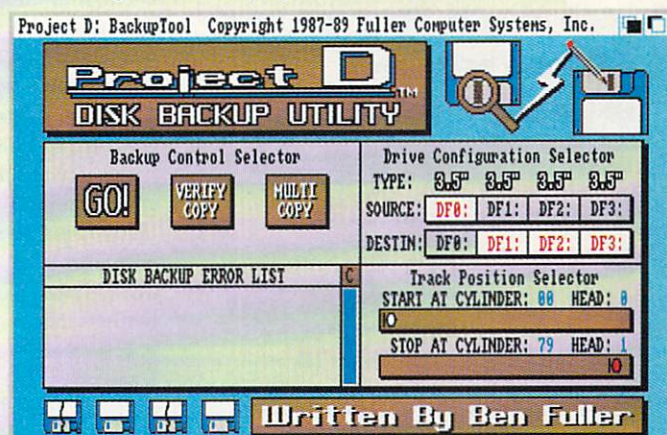 Project D: BackupTool Copyright 1987-89 Fuller Computer Systems, Inc.
Project D TM
DISK BACKUP UTILITY
Backup Control Selector
GO!
VERIFY COPY
MULTI COPY
Drive Configuration Selector
TYPE: 3.5" 3.5" 3.5" 3.5"
SOURCE: DF0: DF1: DF2: DF3:
DESTIN: DF0: DF1: DF2: DF3:
DISK BACKUP ERROR LIST C
Track Position Selector
START AT CYLINDER: 00 HEAD: 0
STOP AT CYLINDER: 79 HEAD: 1
Written By Ben Fuller